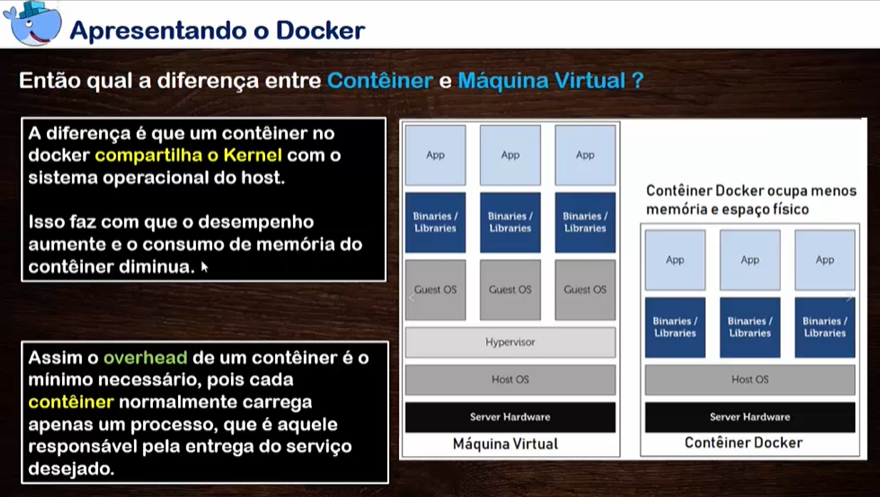 Apresentando o Docker
Então qual a diferença entre Contêiner e Máquina Virtual ?
A diferença é que um contêiner no
docker compartilha o Kernel com o
sistema operacional do host.
Isso faz com que o desempenho
aumente e o consumo de memória do
contêiner diminua.
Assim o overhead de um contêiner é o
mínimo necessário, pois cada
contêiner normalmente carrega
apenas um processo, que é aquele
responsável pela entrega do serviço
desejado.
App App App
Binaries / Binaries / Binaries /
Libraries Libraries Libraries
Guest OS Guest OS Guest OS
Hypervisor
Host OS
Server Hardware
Máquina Virtual
Contêiner Docker ocupa menos
memória e espaço físico
App App App
Binaries / Binaries / Binaries /
Libraries Libraries Libraries
Host OS
Server Hardware
Contêiner Docker